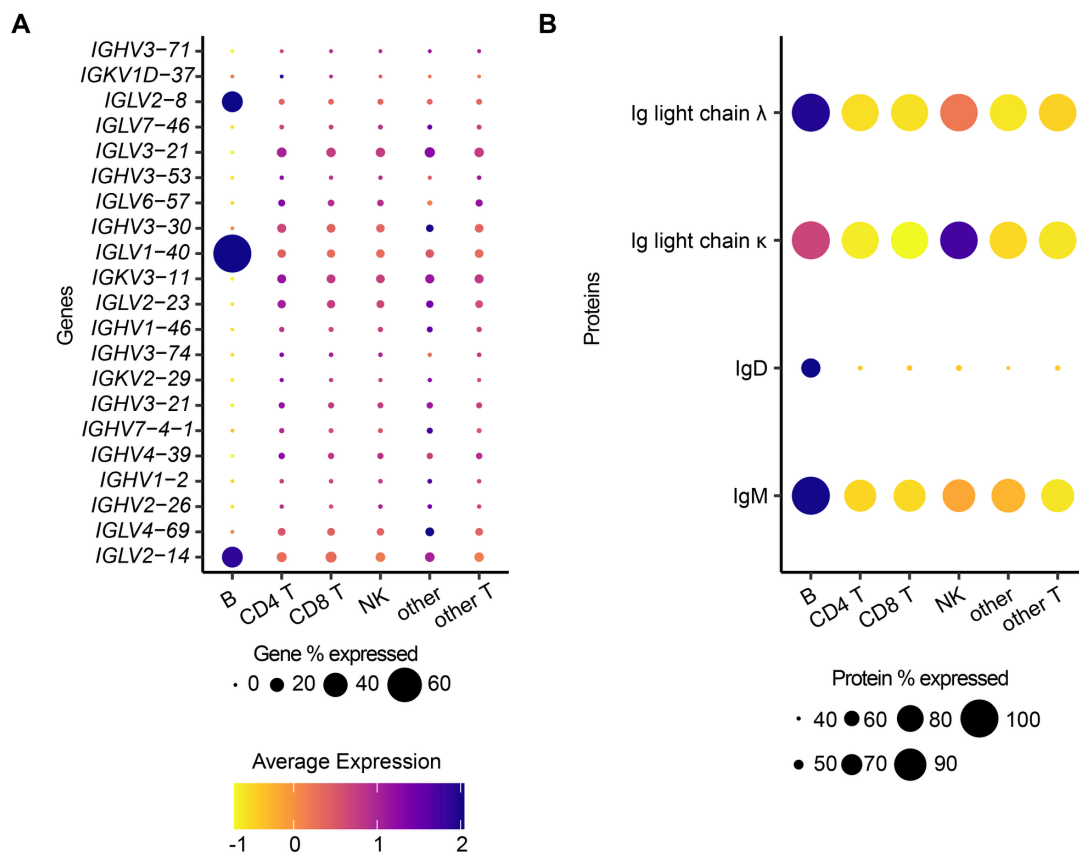 A
IGHV3−71
IGKV1D−37
IGLV2−8
IGLV7−46
IGLV3−21
IGHV3−53
IGLV6−57
IGHV3−30
IGLV1−40
IGKV3−11
IGLV2−23
IGHV1−46
IGHV3−74
IGKV2−29
IGHV3−21
IGHV7−4−1
IGHV4−39
IGHV1−2
IGHV2−26
IGLV4−69
IGLV2−14
Genes
B CD4 T CD8 T NK other other T
Gene % expressed
0 20 40 60
Average Expression
-1 0 1 2
B
Ig light chain λ
Ig light chain κ
IgD
IgM
Proteins
B CD4 T CD8 T NK other other T
Protein % expressed
40 60 80 100
50 70 90